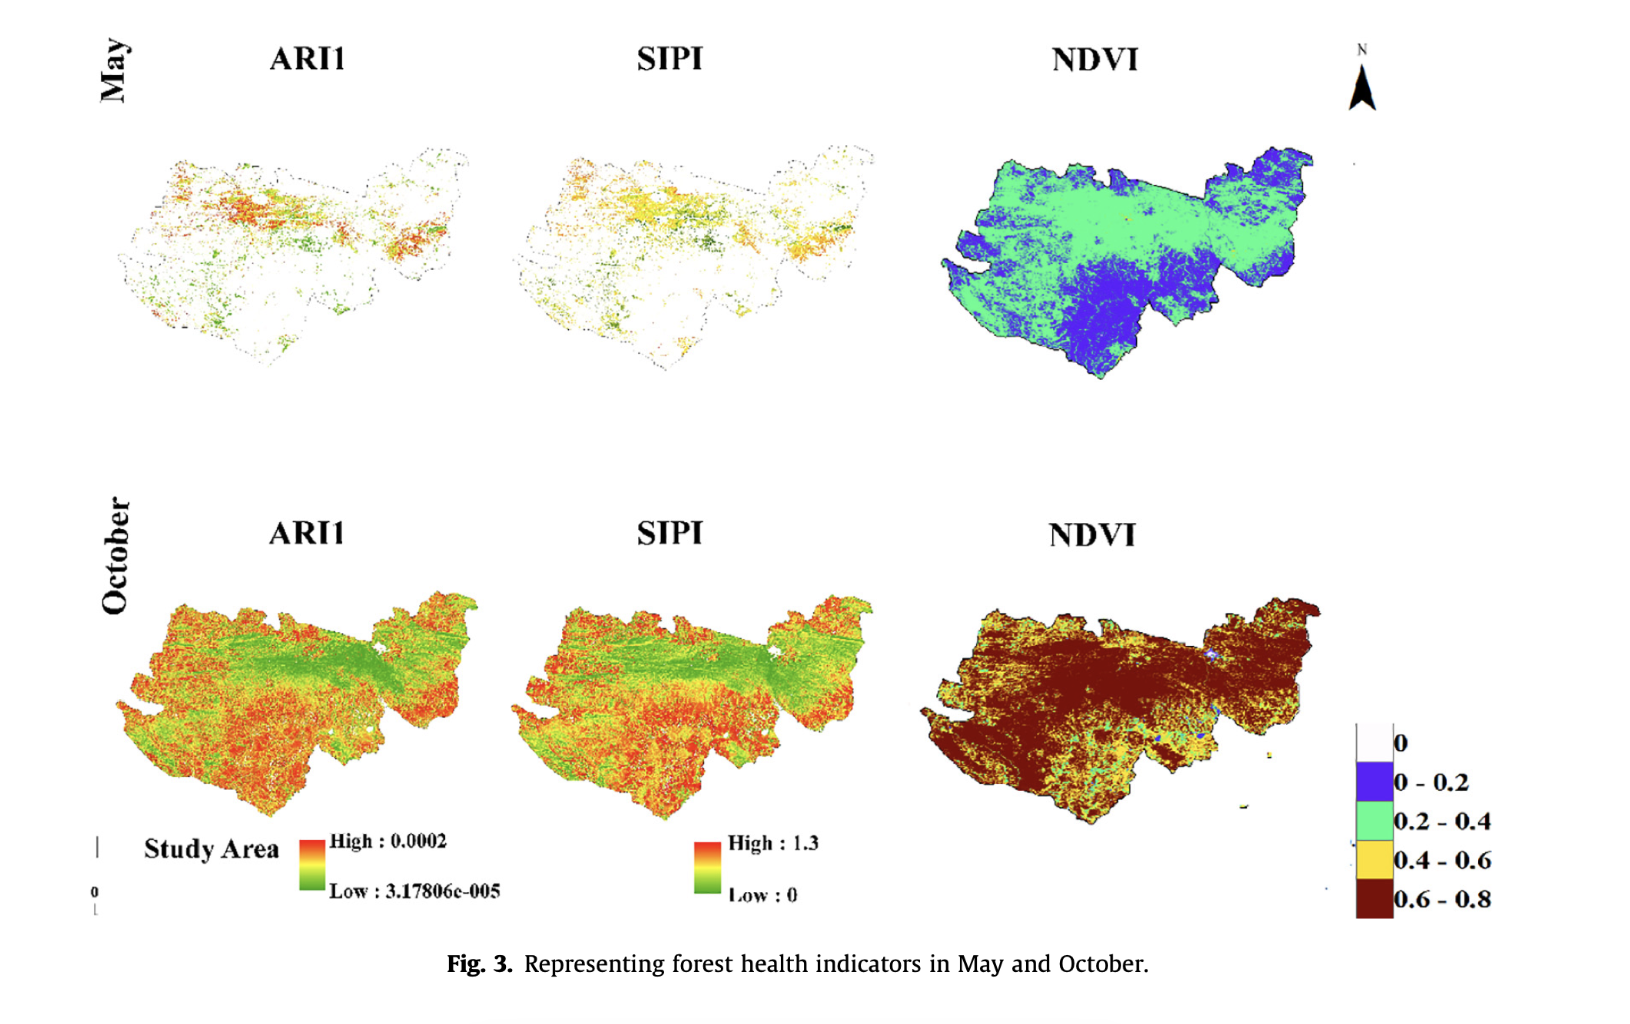 May
ARI1
SIPI
NDVI
N
October
ARI1
SIPI
NDVI
Study Area
High : 0.0002
Low : 3.17806e-005
High : 1.3
Low : 0
0
0
0 - 0.2
0.2 - 0.4
0.4 - 0.6
0.6 - 0.8
Fig. 3. Representing forest health indicators in May and October.